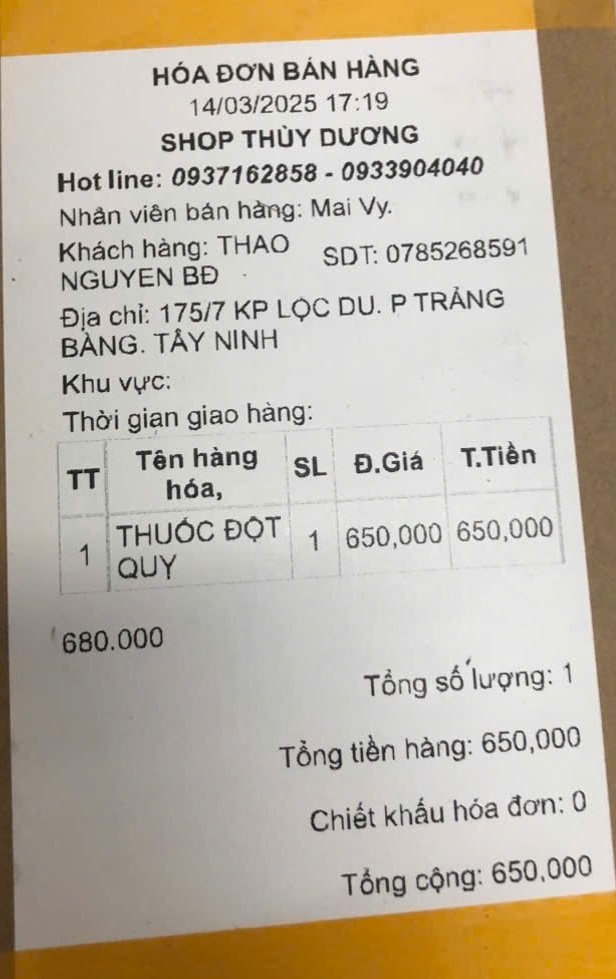 HÓA ĐƠN BÁN HÀNG
14/03/2025 17:19
SHOP THÙY DƯƠNG
Hot line: 0937162858 - 0933904040
Nhân viên bán hàng: Mai Vy.
Khách hàng: THAO NGUYEN BĐ SDT: 0785268591
Địa chỉ: 175/7 KP LỘC DU. P TRẢNG
BÀNG. TÂY NINH
Khu vực:
Thời gian giao hàng:
TT Tên hàng hóa, SL Đ.Giá T.Tiền
1 THUỐC ĐỘT QUY 1 650,000 650,000
680.000
Tổng số lượng: 1
Tổng tiền hàng: 650,000
Chiết khấu hóa đơn: 0
Tổng cộng: 650,000